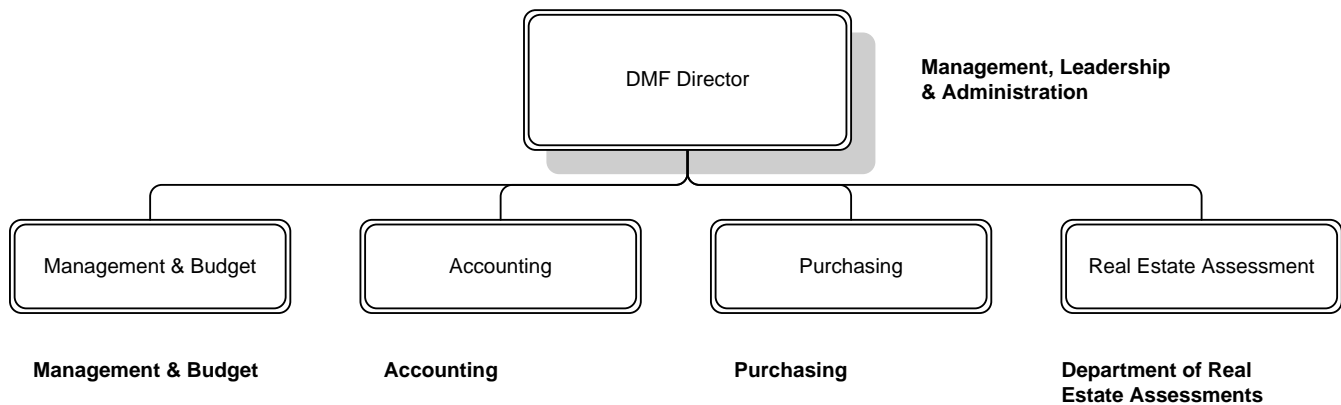 DMF Director
Management, Leadership
& Administration
Management & Budget
Accounting
Purchasing
Real Estate Assessment
Management & Budget
Accounting
Purchasing
Department of Real
Estate Assessments